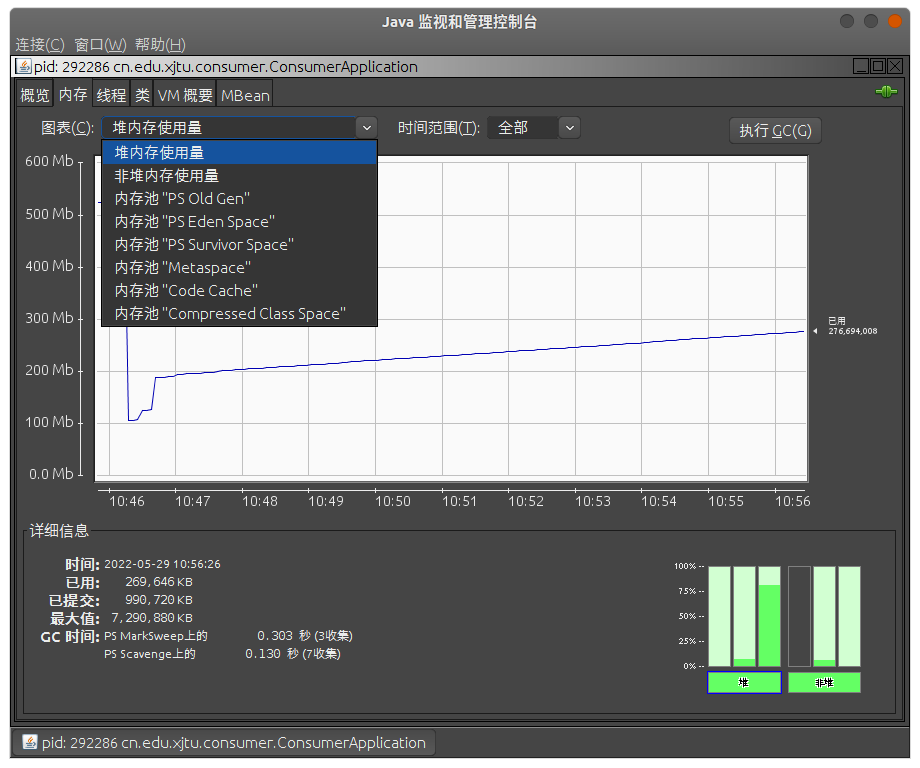 Java 监视和管理控制台
连接(C) 窗口(W) 帮助(H)
pid: 292286 cn.edu.xjtu.consumer.ConsumerApplication
概览 内存 线程 类 VM 概要 MBean
图表(C): 堆内存使用量 时间范围(T): 全部 执行 GC(G)
堆内存使用量
非堆内存使用量
内存池 "PS Old Gen"
内存池 "PS Eden Space"
内存池 "PS Survivor Space"
内存池 "Metaspace"
内存池 "Code Cache"
内存池 "Compressed Class Space"
600 Mb
500 Mb
400 Mb
300 Mb
200 Mb
100 Mb
0.0 Mb
已用
276,694,008
10:46 10:47 10:48 10:49 10:50 10:51 10:52 10:53 10:54 10:55 10:56
详细信息
时间: 2022-05-29 10:56:26
已用: 269,646 KB
已提交: 990,720 KB
最大值: 7,290,880 KB
GC 时间: PS MarkSweep上的 0.303 秒 (3收集)
PS Scavenge上的 0.130 秒 (7收集)
100% --
75% --
50% --
25% --
0% --
堆 非堆
pid: 292286 cn.edu.xjtu.consumer.ConsumerApplication